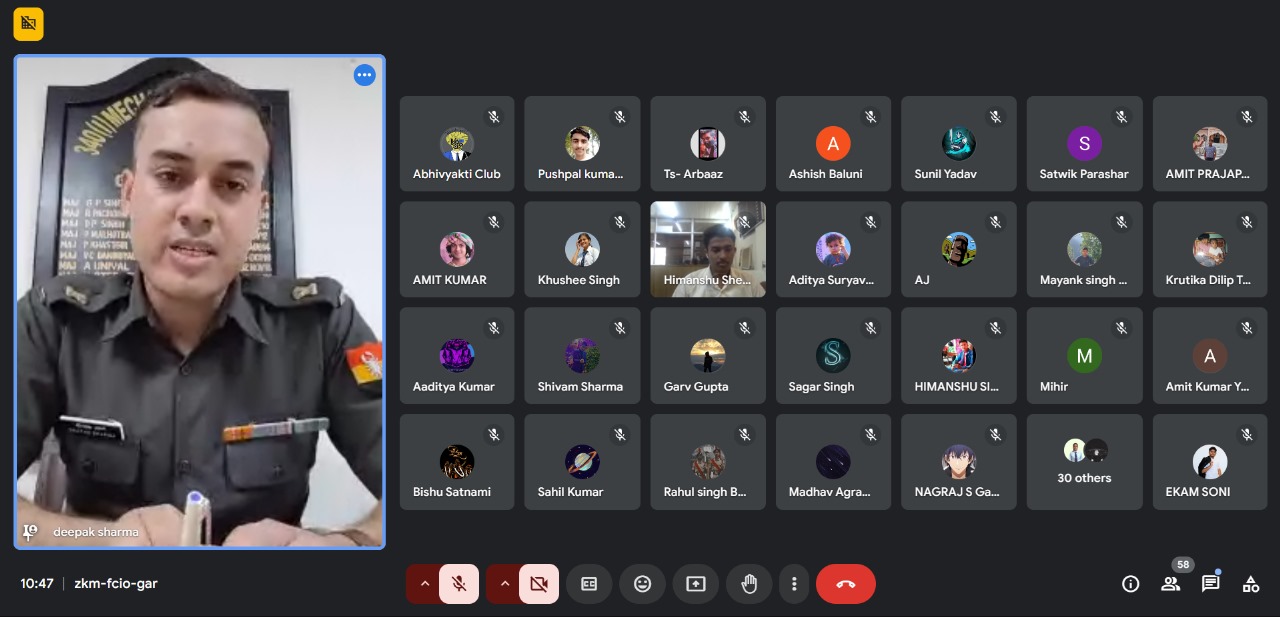 340(I) MECH
deepak sharma
Abhivyakti Club
Pushpal kuma...
Ts- Arbaaz
A
Ashish Baluni
Sunil Yadav
S
Satwik Parashar
AMIT PRAJAP...
AMIT KUMAR
Khushee Singh
Himanshu She...
Aditya Suryav...
AJ
Mayank singh ...
Krutika Dilip T...
Aaditya Kumar
Shivam Sharma
Garv Gupta
S
Sagar Singh
HIMANSHU SI...
M
Mihir
A
Amit Kumar Y...
Bishu Satnami
Sahil Kumar
Rahul singh B...
Madhav Agra...
NAGRAJ S Ga...
30 others
EKAM SONI
10:47 | zkm-fcio-gar
58